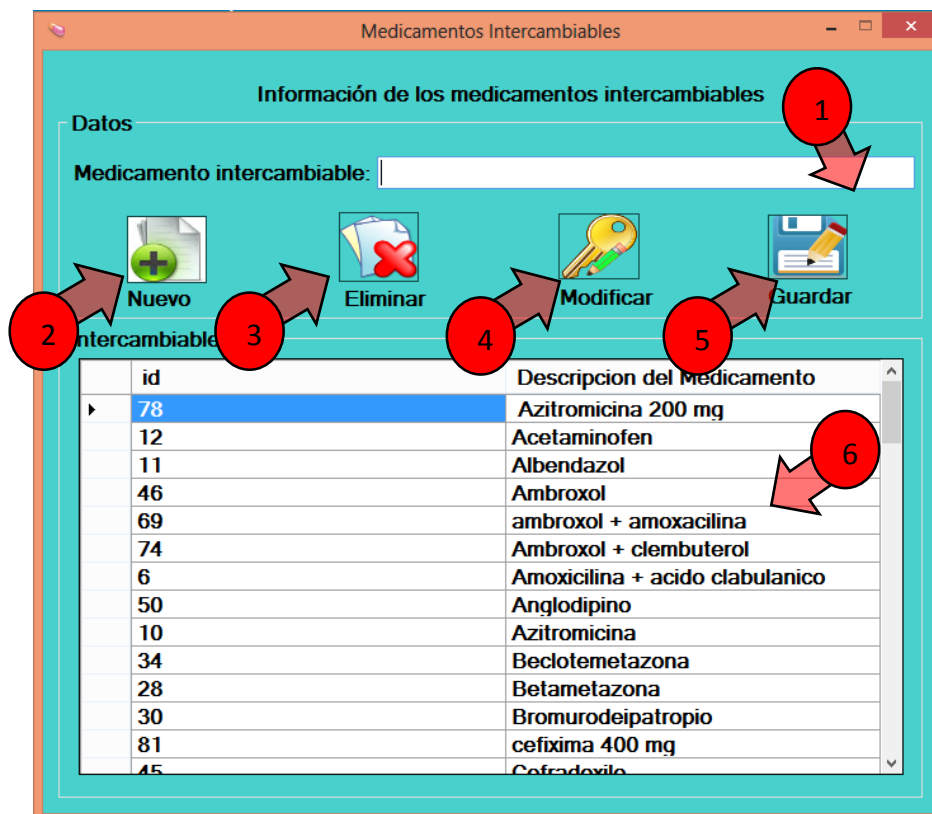 Medicamentos Intercambiables
Información de los medicamentos intercambiables
1
Datos
Medicamento intercambiable:
Nuevo
Eliminar
Modificar
Guardar
2
3
4
5
ntercambiable
id Descripcion del Medicamento
78 Azitromicina 200 mg
12 Acetaminofen
11 Albendazol
6
46 Ambroxol
69 ambroxol + amoxacilina
74 Ambroxol + clembuterol
6 Amoxicilina + acido clabulanico
50 Anglodipino
10 Azitromicina
34 Beclotemetazona
28 Betametazona
30 Bromurodeipatropio
81 cefixima 400 mg
45 Cefradoxilo